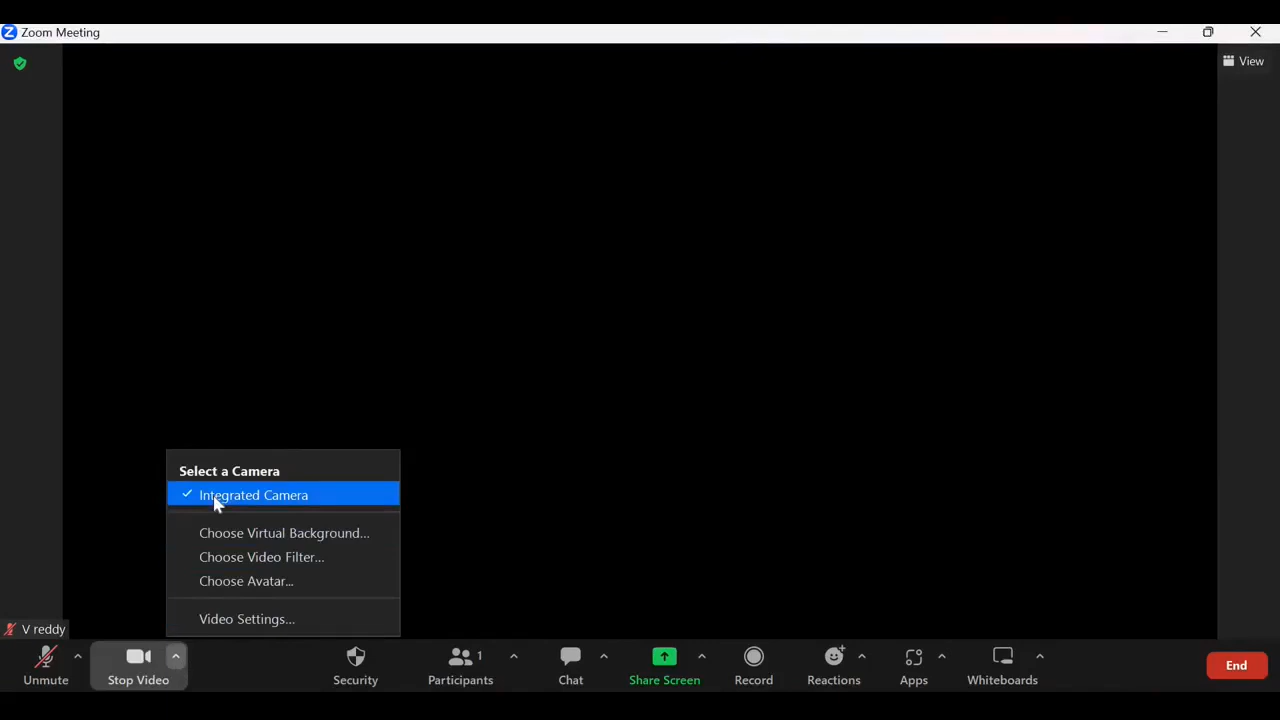 Zoom Meeting
View
Select a Camera
Integrated Camera
Choose Virtual Background...
Choose Video Filter...
Choose Avatar...
Video Settings...
V reddy
Unmute
Stop Video
Security
Participants
1
Chat
Share Screen
Record
Reactions
Apps
Whiteboards
End